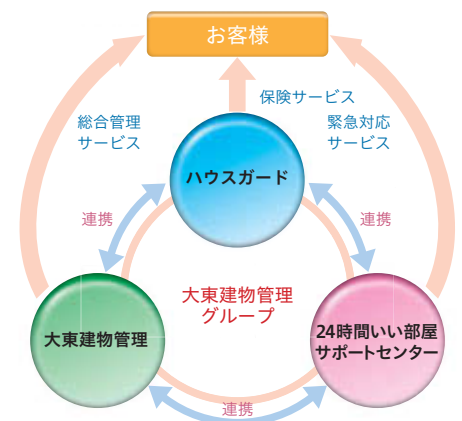 お客様
保険サービス
総合管理
サービス
緊急対応
サービス
ハウスガード
連携
連携
大東建物管理
グループ
大東建物管理
24時間いい部屋
サポートセンター
連携